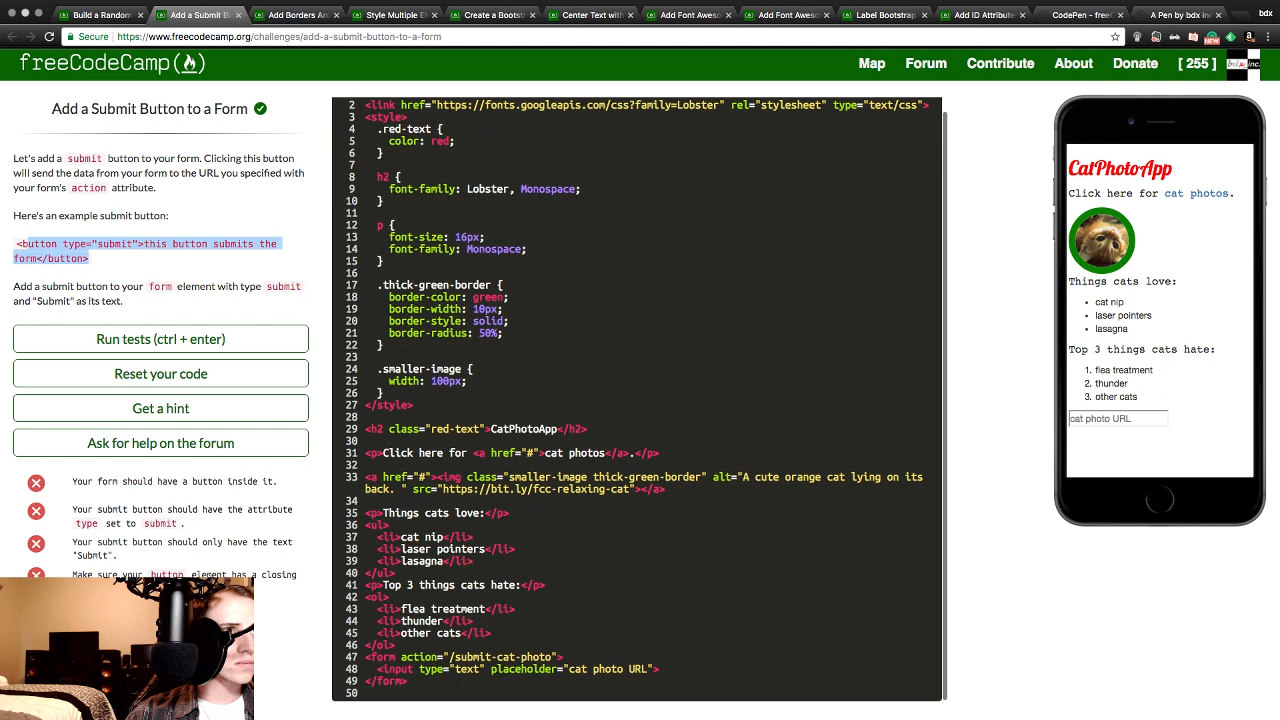 Build a Random
Add a Submit Bu
Add Borders Aro
Style Multiple El
Create a Bootst
Center Text with
Add Font Aweso
Add Font Aweso
Label Bootstrap
Add ID Attribute
CodePen - freeC
A Pen by bdx inc
bdx
Secure
https://www.freecodecamp.org/challenges/add-a-submit-button-to-a-form
NEW
freeCodeCamp
Map
Forum
Contribute
About
Donate
[ 255 ]
inc.
Add a Submit Button to a Form
Let's add a submit button to your form. Clicking this button
will send the data from your form to the URL you specified with
your form's action attribute.
Here's an example submit button:
<button type="submit">this button submits the
form</button>
Add a submit button to your form element with type submit
and "Submit" as its text.
Run tests (ctrl + enter)
Reset your code
Get a hint
Ask for help on the forum
Your form should have a button inside it.
Your submit button should have the attribute
type set to submit.
Your submit button should only have the text
"Submit".
Make sure your button element has a closing
2 <link href="https://fonts.googleapis.com/css?family=Lobster" rel="stylesheet" type="text/css">
3 <style>
4 .red-text {
5 color: red;
6 }
7
8 h2 {
9 font-family: Lobster, Monospace;
10 }
11
12 p {
13 font-size: 16px;
14 font-family: Monospace;
15 }
16
17 .thick-green-border {
18 border-color: green;
19 border-width: 10px;
20 border-style: solid;
21 border-radius: 50%;
22 }
23
24 .smaller-image {
25 width: 100px;
26 }
27 </style>
28
29 <h2 class="red-text">CatPhotoApp</h2>
30
31 <p>Click here for <a href="#">cat photos</a>.</p>
32
33 <a href="#"><img class="smaller-image thick-green-border" alt="A cute orange cat lying on its
back. " src="https://bit.ly/fcc-relaxing-cat"></a>
34
35 <p>Things cats love:</p>
36 <ul>
37 <li>cat nip</li>
38 <li>laser pointers</li>
39 <li>lasagna</li>
40 </ul>
41 <p>Top 3 things cats hate:</p>
42 <ol>
43 <li>flea treatment</li>
44 <li>thunder</li>
45 <li>other cats</li>
46 </ol>
47 <form action="/submit-cat-photo">
48 <input type="text" placeholder="cat photo URL">
49 </form>
50
CatPhotoApp
Click here for cat photos.
Things cats love:
• cat nip
• laser pointers
• lasagna
Top 3 things cats hate:
1. flea treatment
2. thunder
3. other cats
cat photo URL